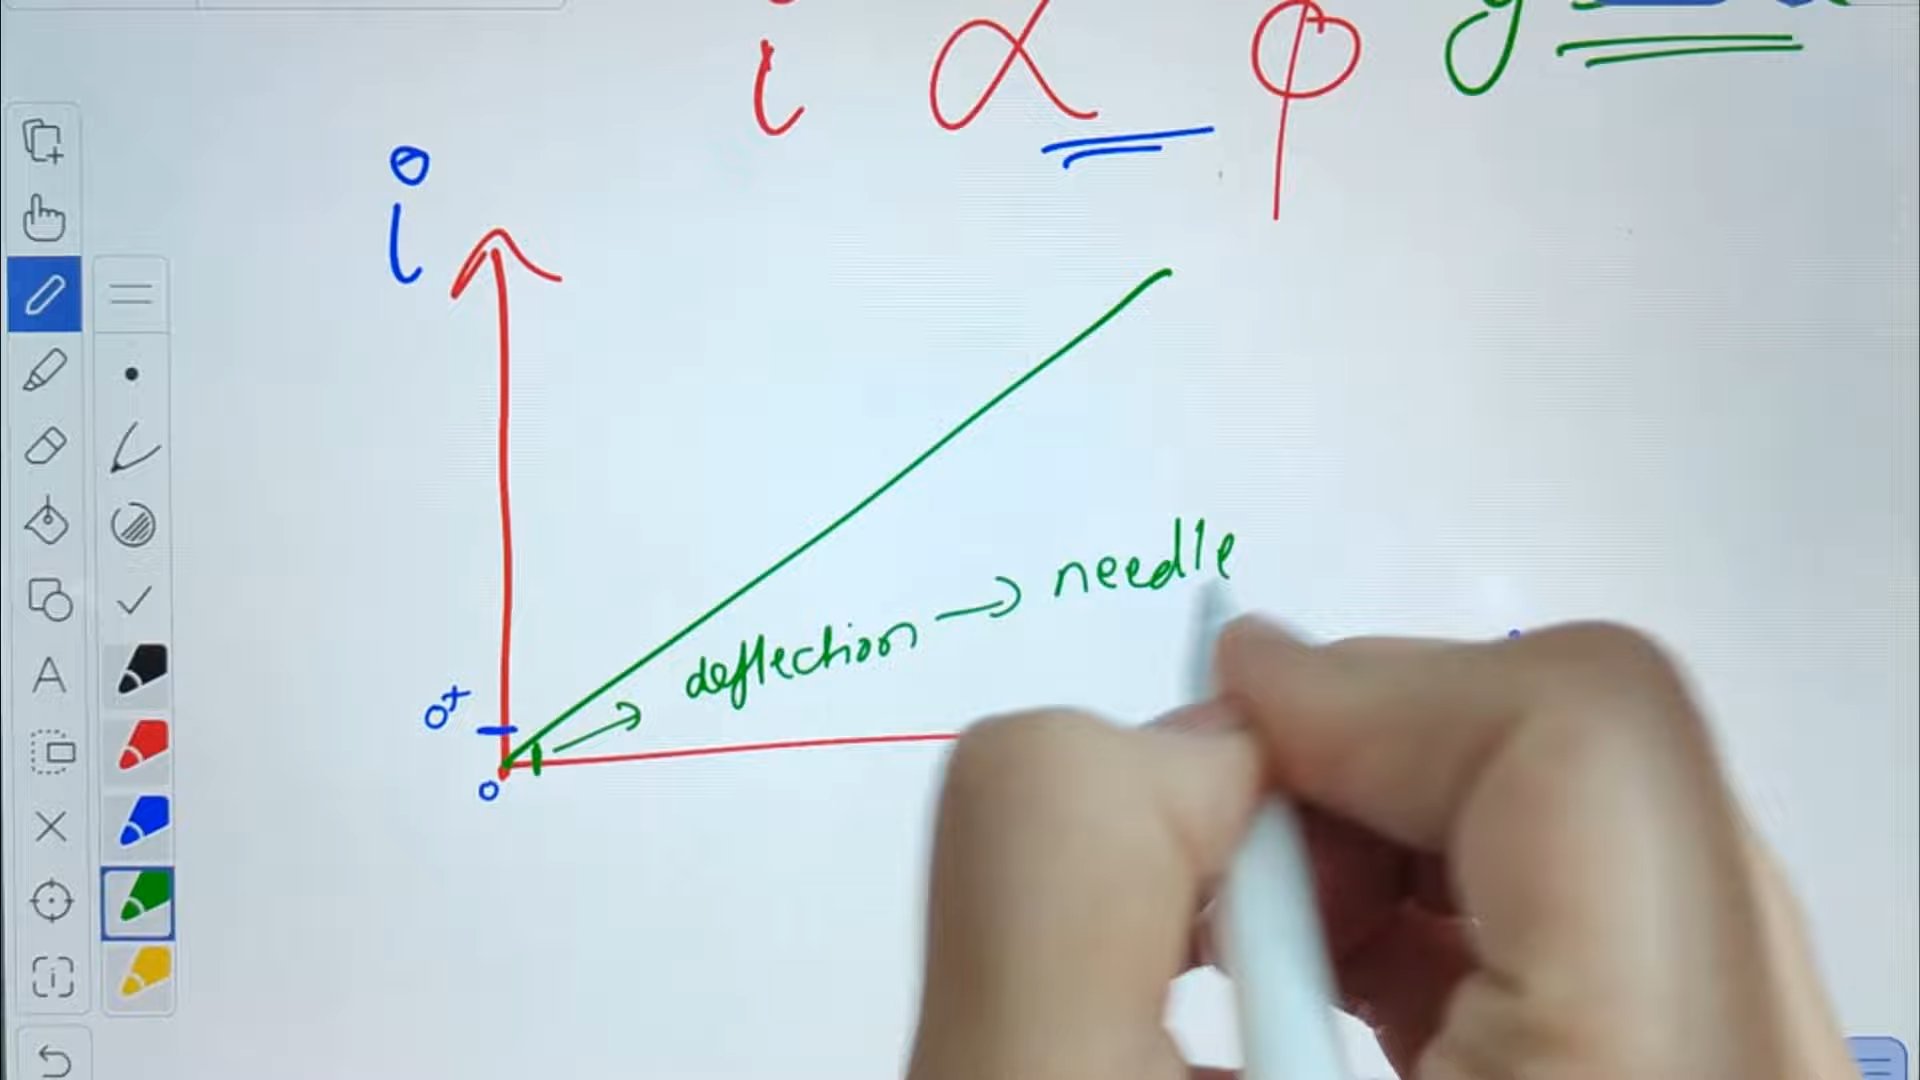 i α ϕ
i
needle
deflection →
0+
0